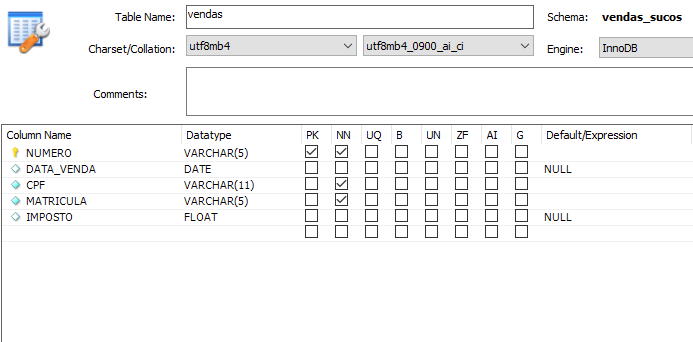 Table Name: vendas Schema: vendas_sucos
Charset/Collation: utf8mb4 utf8mb4_0900_ai_ci Engine: InnoDB
Comments:
Column Name Datatype PK NN UQ B UN ZF AI G Default/Expression
NUMERO VARCHAR(5)
DATA_VENDA DATE NULL
CPF VARCHAR(11)
MATRICULA VARCHAR(5)
IMPOSTO FLOAT NULL